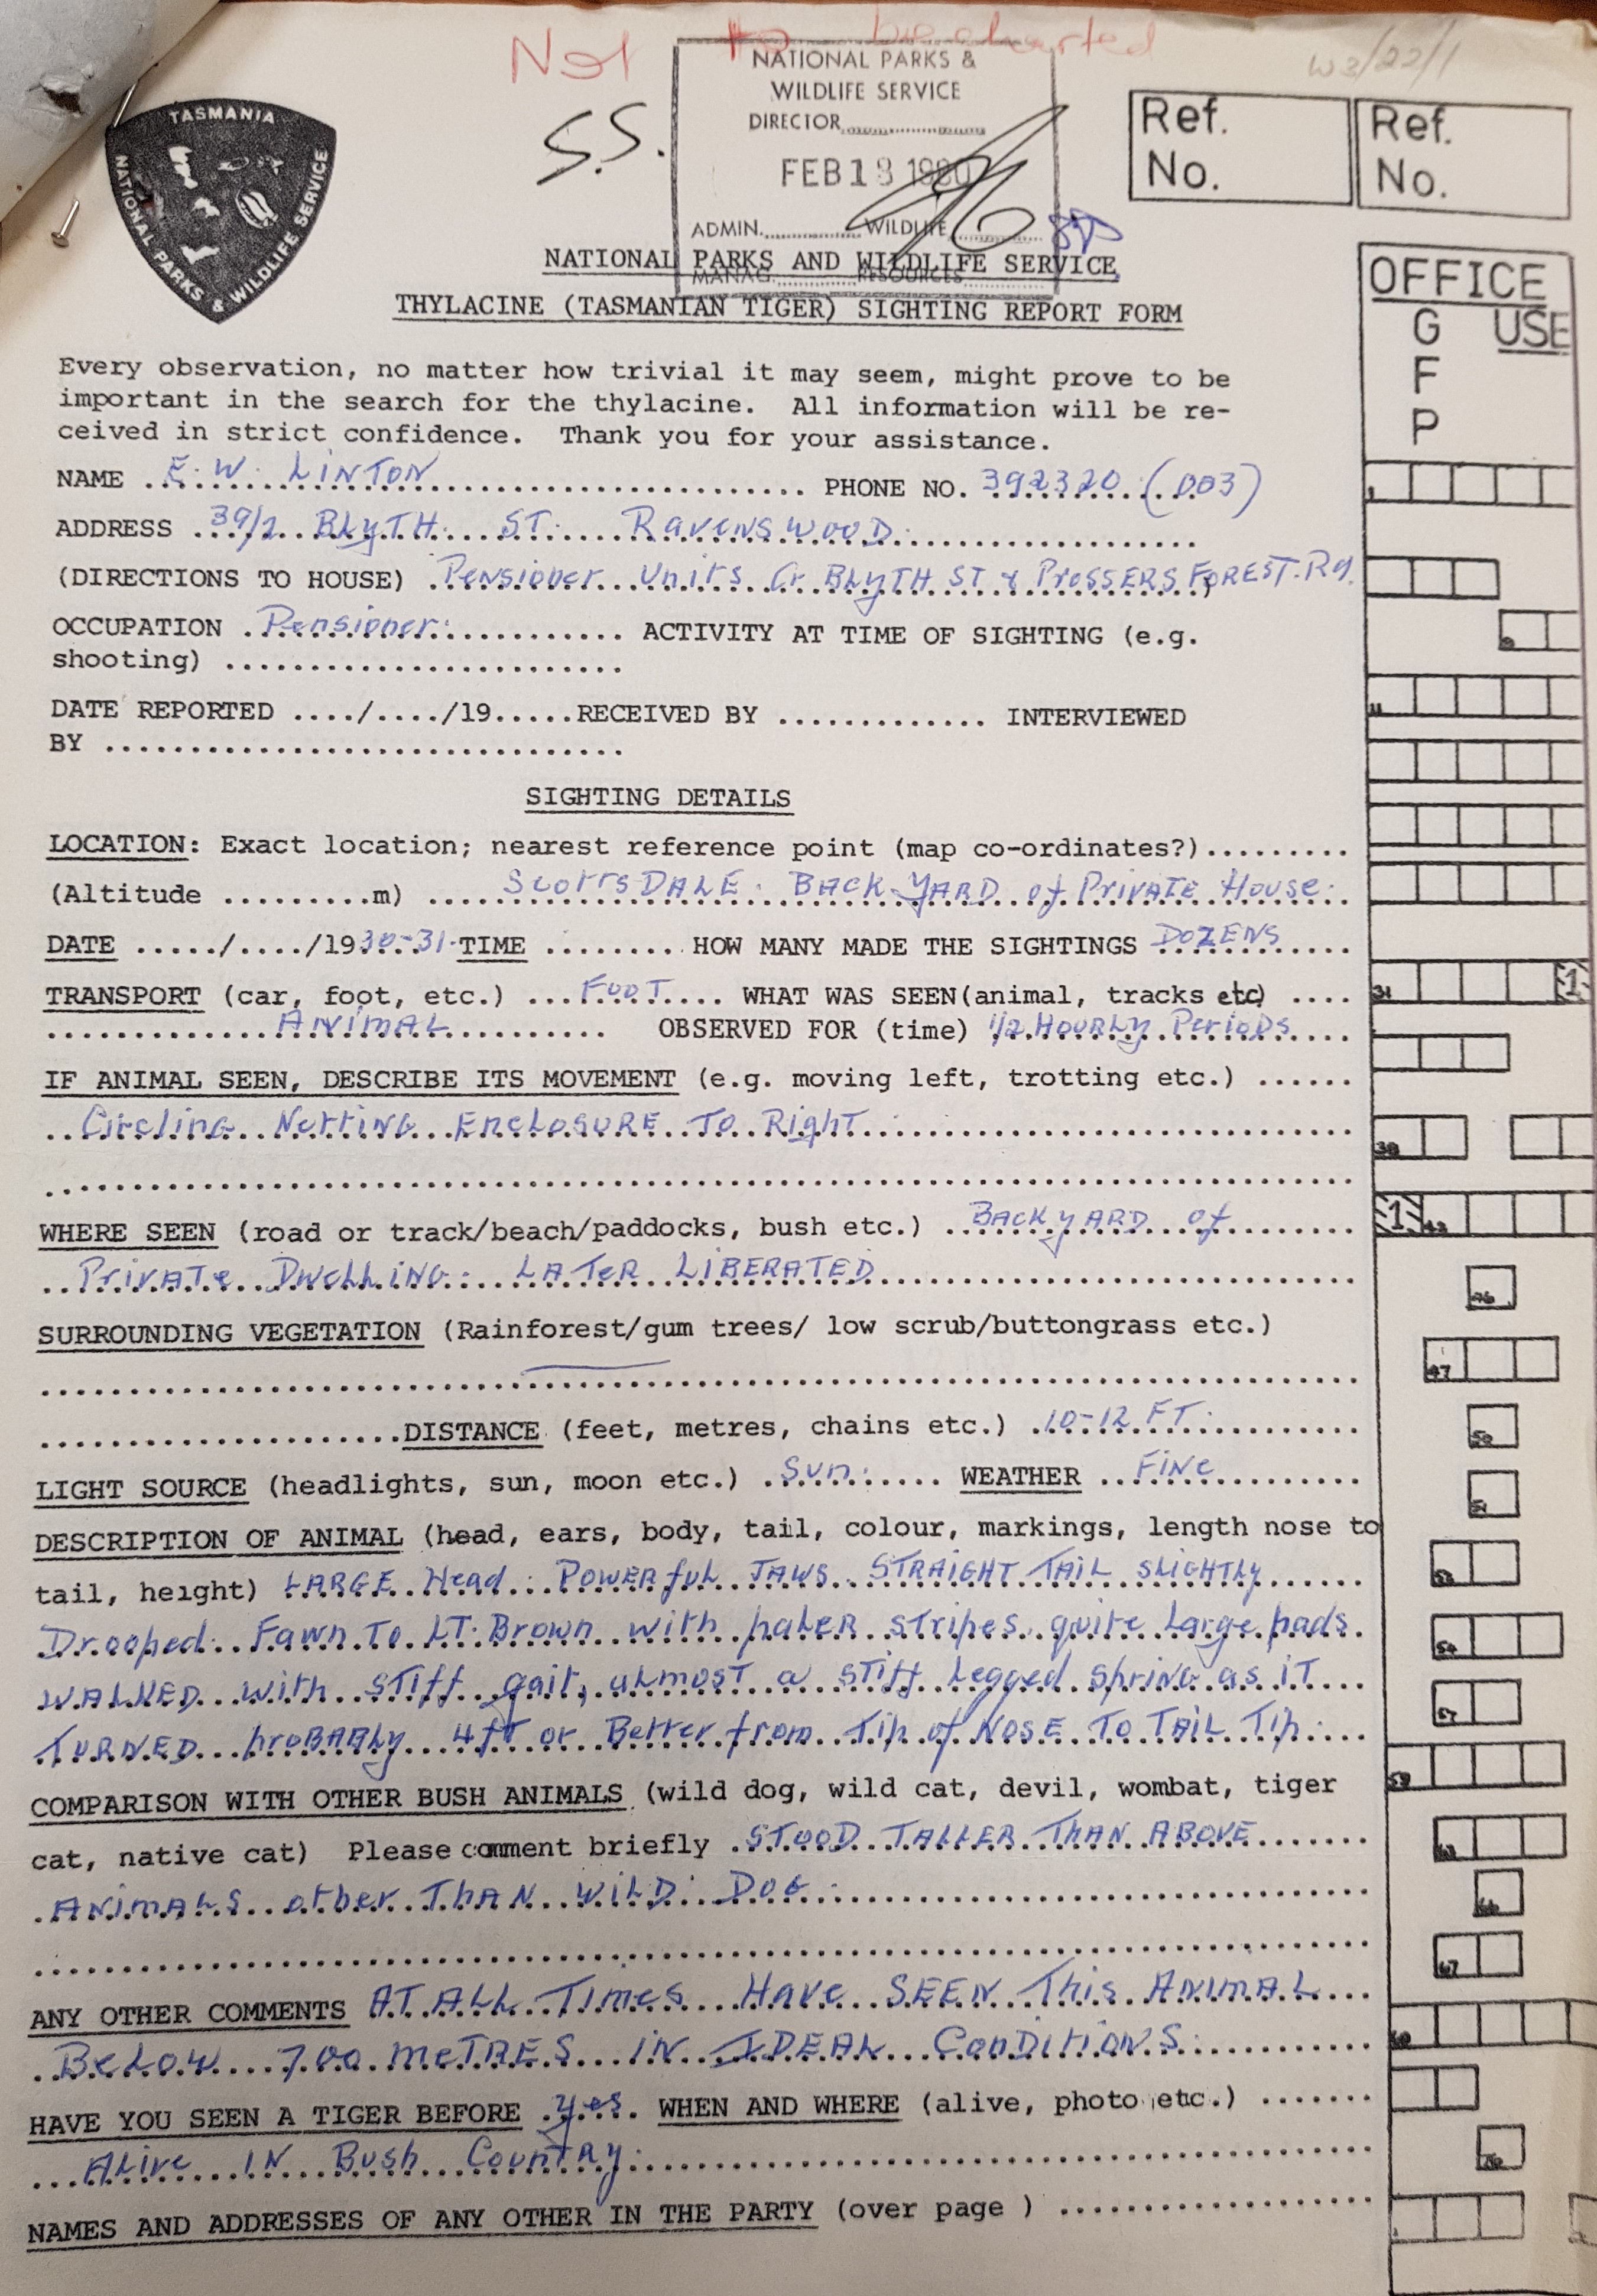 Not to be charted
W3/22/1
S.S.
NATIONAL PARKS &
WILDLIFE SERVICE
DIRECTOR
FEB 18 1980
ADMIN. WILDLIFE
MANAG. RESOURCES
TASMANIA
NATIONAL PARKS & WILDLIFE SERVICE
Ref. No.
Ref. No.
NATIONAL PARKS AND WILDLIFE SERVICE
THYLACINE (TASMANIAN TIGER) SIGHTING REPORT FORM
OFFICE
G USE
F
P
Every observation, no matter how trivial it may seem, might prove to be
important in the search for the thylacine. All information will be re-
ceived in strict confidence. Thank you for your assistance.
NAME E. W. LINTON PHONE NO. 392320 (003)
ADDRESS 39/2 BLYTH ST. RAVENSWOOD.
(DIRECTIONS TO HOUSE) Pensioner Units Cr BLYTH ST & PROSSERS FOREST Rd.
OCCUPATION Pensioner ACTIVITY AT TIME OF SIGHTING (e.g.
shooting) ........................
DATE REPORTED ..../..../19.....RECEIVED BY ............. INTERVIEWED
BY ................................
SIGHTING DETAILS
LOCATION: Exact location; nearest reference point (map co-ordinates?).........
(Altitude .........m) SCOTTSDALE. BACK YARD of PRIVATE HOUSE.
DATE ...../..../1930-31 TIME ......... HOW MANY MADE THE SIGHTINGS DOZENS
TRANSPORT (car, foot, etc.) FOOT WHAT WAS SEEN(animal, tracks etc) ....
ANIMAL OBSERVED FOR (time) 1/2 HOURLY PERIODS
IF ANIMAL SEEN, DESCRIBE ITS MOVEMENT (e.g. moving left, trotting etc.) ......
Circling Netting ENCLOSURE TO Right
WHERE SEEN (road or track/beach/paddocks, bush etc.) BACKYARD of
PRIVATE DWELLING. LATER LIBERATED
SURROUNDING VEGETATION (Rainforest/gum trees/ low scrub/buttongrass etc.)
DISTANCE (feet, metres, chains etc.) 10-12 FT.
LIGHT SOURCE (headlights, sun, moon etc.) Sun. WEATHER FINE
DESCRIPTION OF ANIMAL (head, ears, body, tail, colour, markings, length nose to
tail, height) LARGE Head. POWERful JAWS STRAIGHT TAIL SLIGHTLY
Drooped. Fawn To LT. Brown with paler stripes quite large pads
WALKED with stiff gait, almost a stiff legged spring as iT
TURNED proBABly 4 ft or Better from Tip of NOSE TO TAIL Tip.
COMPARISON WITH OTHER BUSH ANIMALS (wild dog, wild cat, devil, wombat, tiger
cat, native cat) Please comment briefly STOOD TALLER THAN ABOVE
ANIMALS other THAN WILD DOG.
ANY OTHER COMMENTS AT ALL Times Have SEEN This ANIMAL
BELOW 700 METRES IN IDEAL CONDITIONS.
HAVE YOU SEEN A TIGER BEFORE yes WHEN AND WHERE (alive, photo etc.) .......
ALIVE IN Bush Country.
NAMES AND ADDRESSES OF ANY OTHER IN THE PARTY (over page ) ...................